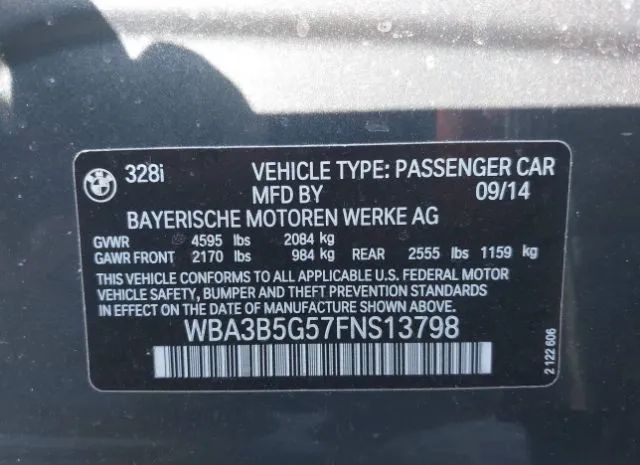 BMW 328i VEHICLE TYPE: PASSENGER CAR
MFD BY 09/14
BAYERISCHE MOTOREN WERKE AG
GVWR 4595 lbs 2084 kg
GAWR FRONT 2170 lbs 984 kg REAR 2555 lbs 1159 kg
THIS VEHICLE CONFORMS TO ALL APPLICABLE U.S. FEDERAL MOTOR
VEHICLE SAFETY, BUMPER AND THEFT PREVENTION STANDARDS
IN EFFECT ON THE DATE OF MANUFACTURE SHOWN ABOVE.
WBA3B5G57FNS13798
2 122 606